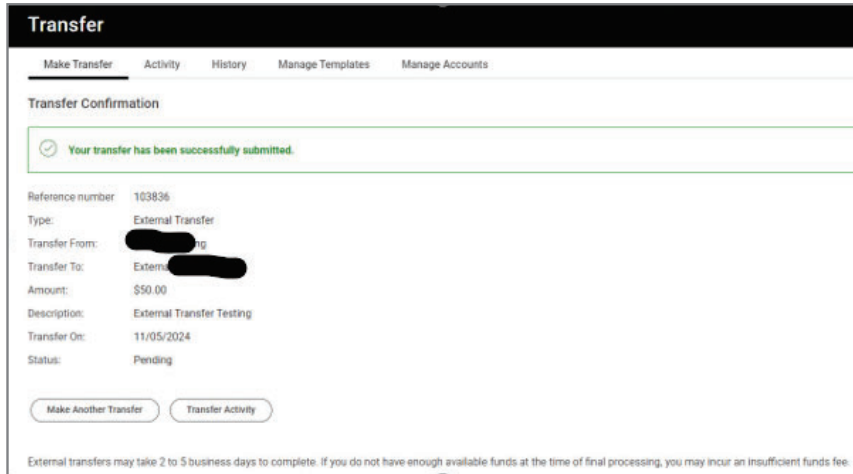 Transfer
Make Transfer Activity History Manage Templates Manage Accounts
Transfer Confirmation
Your transfer has been successfully submitted.
Reference number 103836
Type: External Transfer
Transfer From:
Transfer To:
Amount: $50.00
Description: External Transfer Testing
Transfer On: 11/05/2024
Status: Pending
Make Another Transfer Transfer Activity
External transfers may take 2 to 5 business days to complete. If you do not have enough available funds at the time of final processing, you may incur an insufficient funds fee.